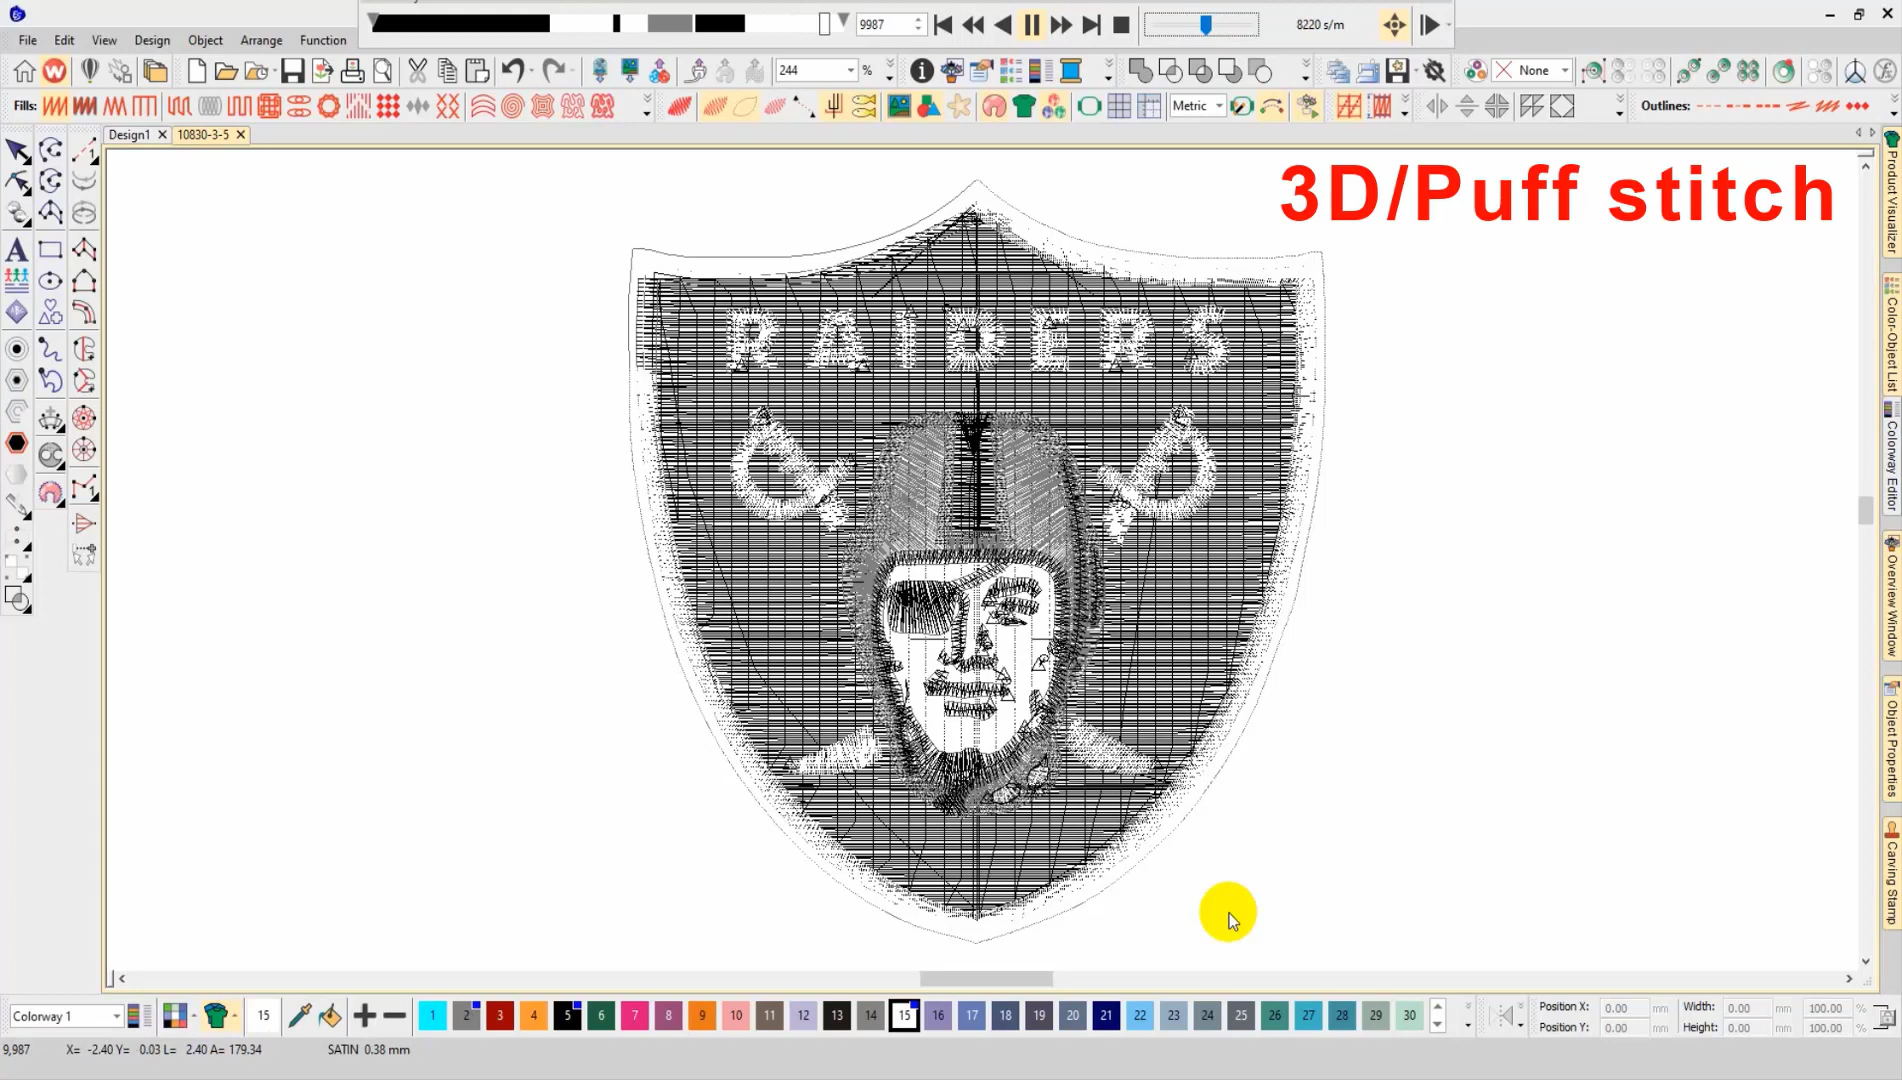 9987
8220 s/m
File Edit View Design Object Arrange Function
244 %
None
Fills:
Metric
Outlines:
Design1 10830-3-5
3D/Puff stitch
RAIDERS
Product Visualizer
Color-Object List
Colorway Editor
Overview Window
Object Properties
Carving Stamp
Colorway 1
15
1 2 3 4 5 6 7 8 9 10 11 12 13 14 15 16 17 18 19 20 21 22 23 24 25 26 27 28 29 30
Position X: 0.00 mm Width: 0.00 mm 100.00 %
Position Y: 0.00 mm Height: 0.00 mm 100.00 %
9,987 X= -2.40 Y= 0.03 L= 2.40 A= 179.34 SATIN 0.38 mm